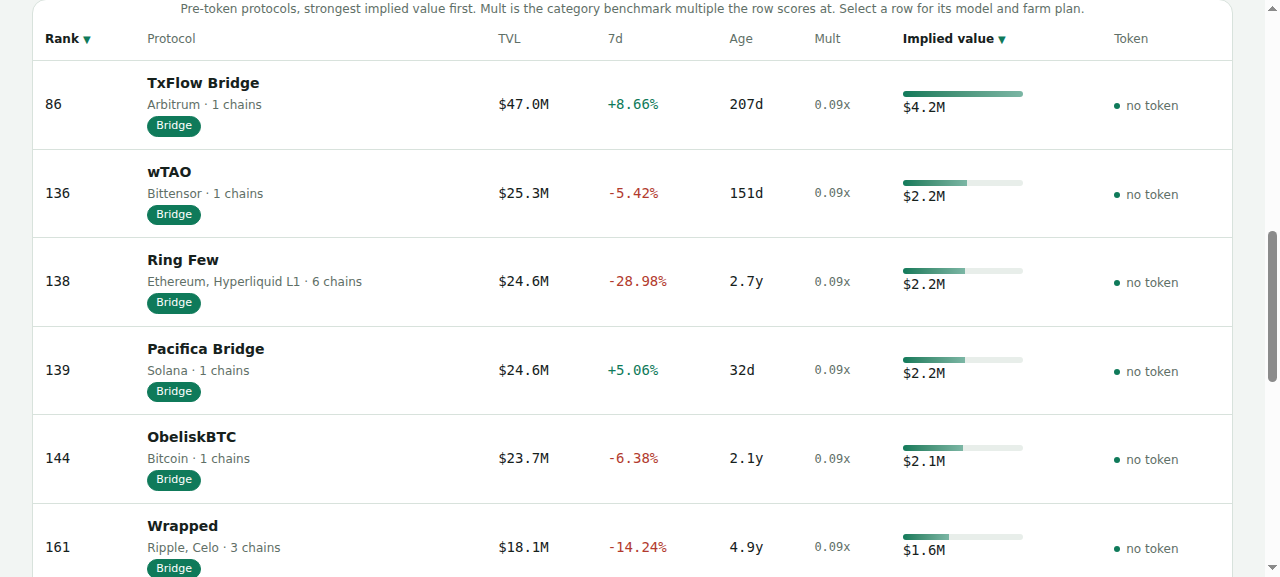 Pre-token protocols, strongest implied value first. Mult is the category benchmark multiple the row scores at. Select a row for its model and farm plan.
Rank ▼ Protocol TVL 7d Age Mult Implied value ▼ Token
TxFlow Bridge
86 Arbitrum · 1 chains $47.0M +8.66% 207d 0.09x $4.2M no token
Bridge
wTAO
136 Bittensor · 1 chains $25.3M -5.42% 151d 0.09x $2.2M no token
Bridge
Ring Few
138 Ethereum, Hyperliquid L1 · 6 chains $24.6M -28.98% 2.7y 0.09x $2.2M no token
Bridge
Pacifica Bridge
139 Solana · 1 chains $24.6M +5.06% 32d 0.09x $2.2M no token
Bridge
ObeliskBTC
144 Bitcoin · 1 chains $23.7M -6.38% 2.1y 0.09x $2.1M no token
Bridge
Wrapped
161 Ripple, Celo · 3 chains $18.1M -14.24% 4.9y 0.09x $1.6M no token
Bridge